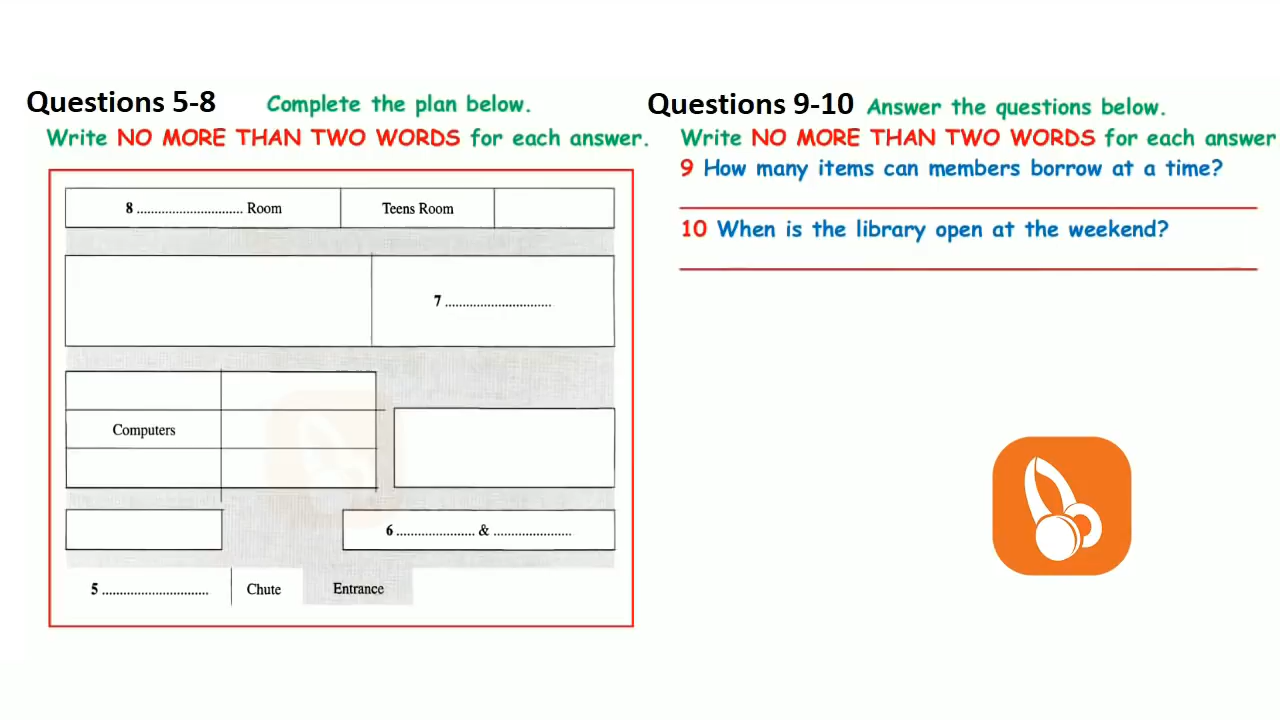 Questions 5-8 Complete the plan below.
Write NO MORE THAN TWO WORDS for each answer.
8 ............................. Room
Teens Room
7 .............................
Computers
6 ...................... & ......................
5 .............................
Chute
Entrance
Questions 9-10 Answer the questions below.
Write NO MORE THAN TWO WORDS for each answer
9 How many items can members borrow at a time?
10 When is the library open at the weekend?